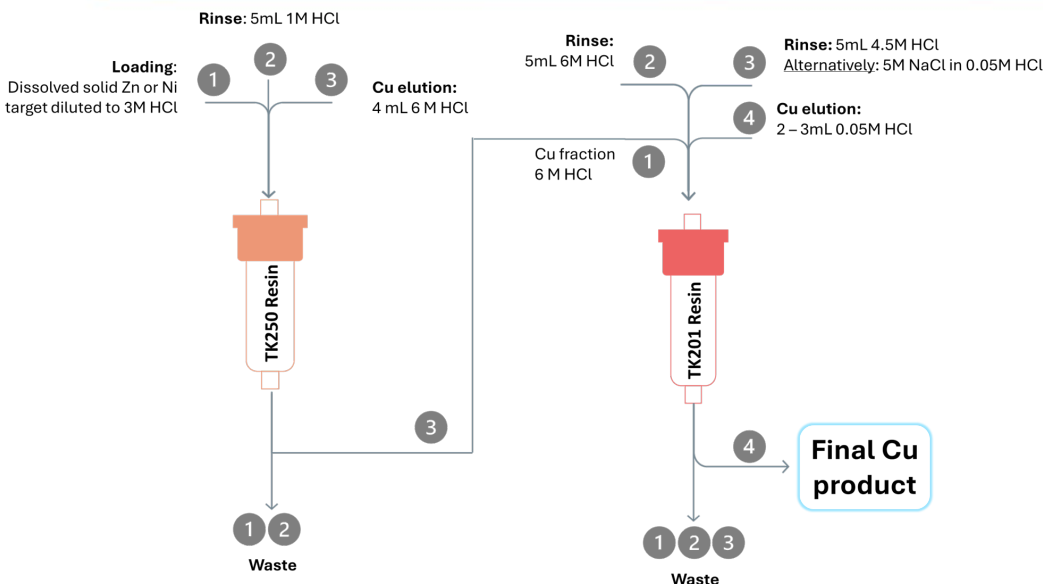 Rinse: 5mL 1M HCl
2
Loading:
Dissolved solid Zn or Ni
target diluted to 3M HCl
1
3
Cu elution:
4 mL 6 M HCl
TK250 Resin
3
1 2
Waste
Rinse:
5mL 6M HCl
2
3
Rinse: 5mL 4.5M HCl
Alternatively: 5M NaCl in 0.05M HCl
4
Cu elution:
2 – 3mL 0.05M HCl
Cu fraction
6 M HCl
1
TK201 Resin
4
Final Cu
product
1 2 3
Waste